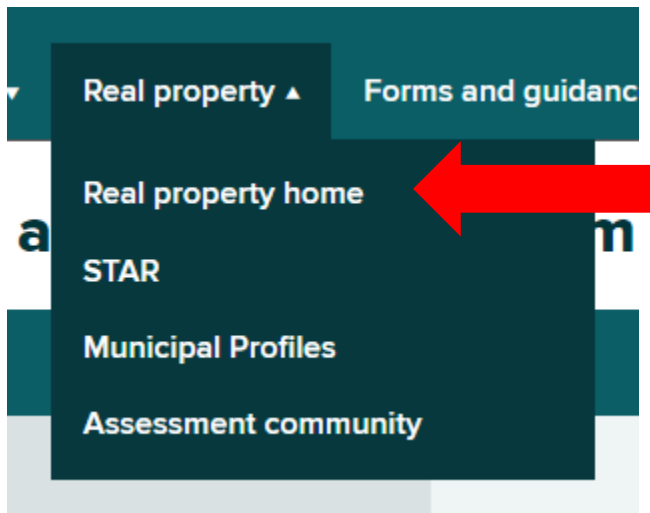 Real property ▴ Forms and guidanc
Real property home
a m
STAR
Municipal Profiles
Assessment community